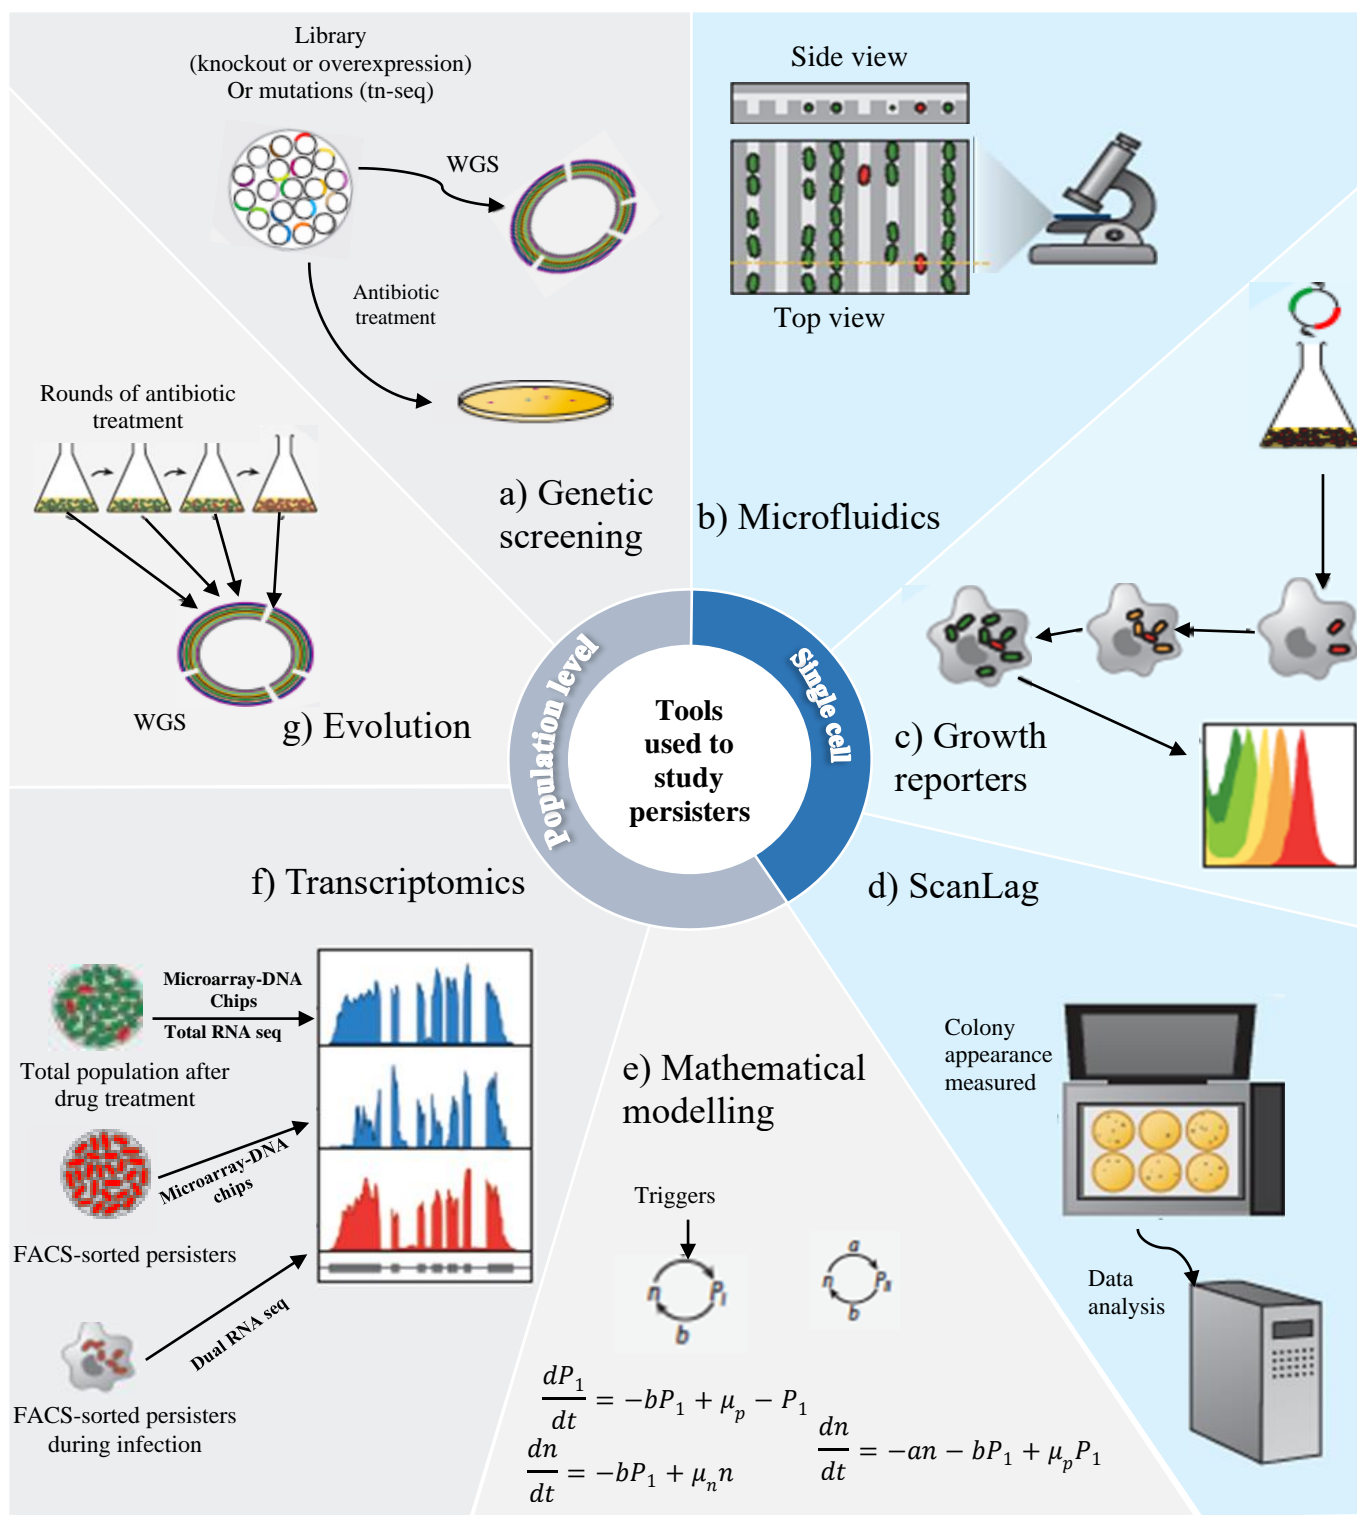 Library
(knockout or overexpression)
Or mutations (tn-seq)
WGS
Antibiotic
treatment
a) Genetic
screening
Side view
Top view
b) Microfluidics
c) Growth
reporters
d) ScanLag
Colony
appearance
measured
Data
analysis
e) Mathematical
modelling
Triggers
n P_I
b
a
n P_II
b
dP₁/dt = −bP₁ + μₚ − P₁
dn/dt = −bP₁ + μₙn
dn/dt = −an − bP₁ + μₚP₁
f) Transcriptomics
Microarray-DNA
Chips
Total RNA seq
Total population after
drug treatment
Microarray-DNA
chips
FACS-sorted persisters
Dual RNA seq
FACS-sorted persisters
during infection
Rounds of antibiotic
treatment
WGS
g) Evolution
Population level
Single cell
Tools
used to
study
persisters